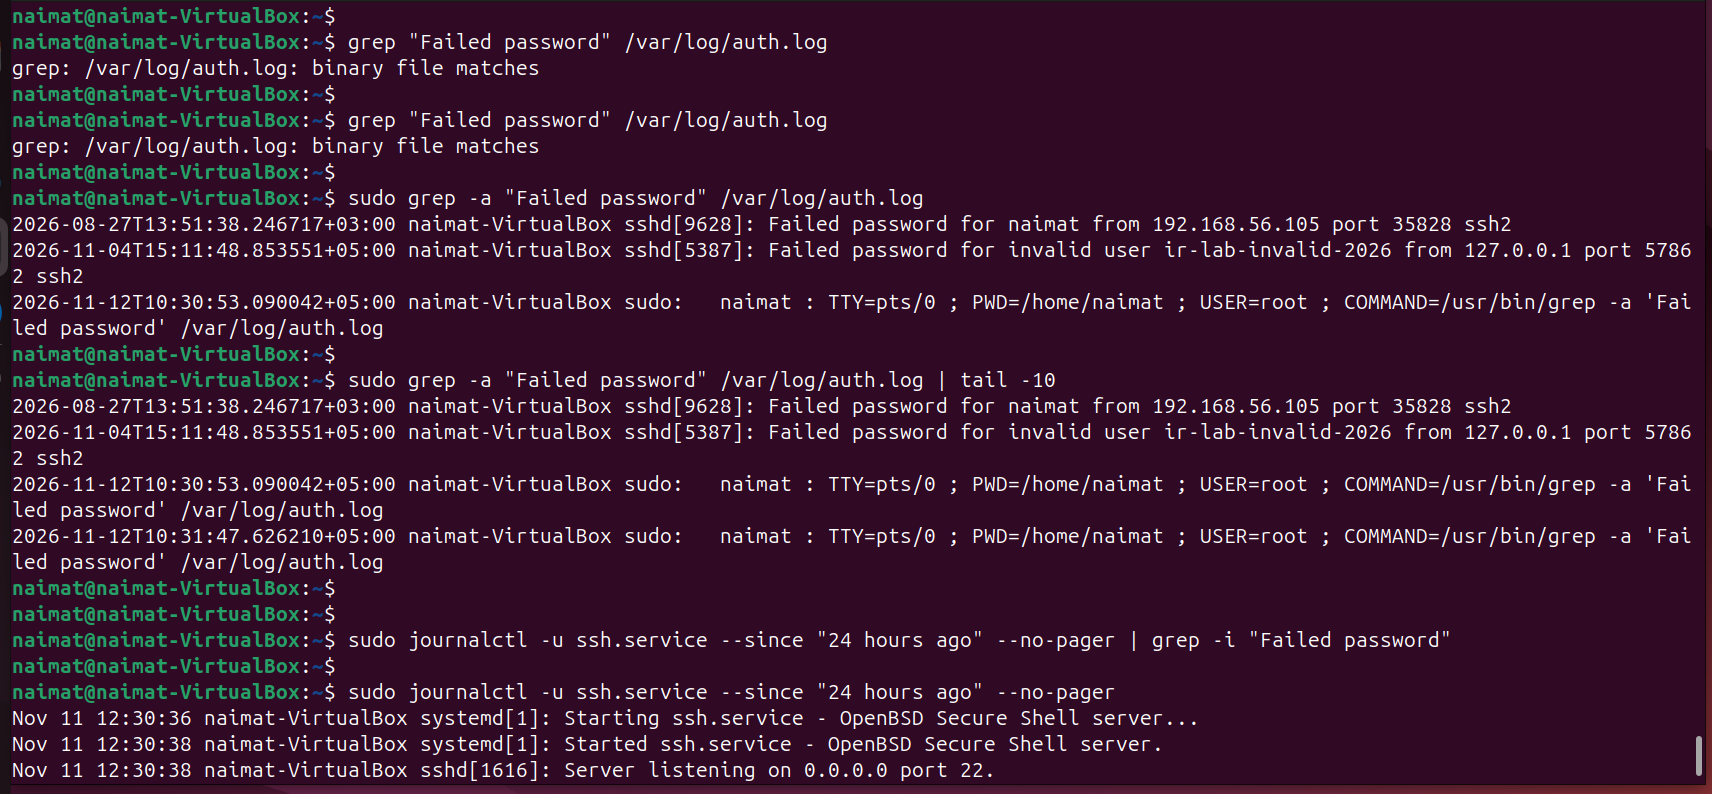 naimat@naimat-VirtualBox:~$
naimat@naimat-VirtualBox:~$ grep "Failed password" /var/log/auth.log
grep: /var/log/auth.log: binary file matches
naimat@naimat-VirtualBox:~$
naimat@naimat-VirtualBox:~$ grep "Failed password" /var/log/auth.log
grep: /var/log/auth.log: binary file matches
naimat@naimat-VirtualBox:~$
naimat@naimat-VirtualBox:~$ sudo grep -a "Failed password" /var/log/auth.log
2026-08-27T13:51:38.246717+03:00 naimat-VirtualBox sshd[9628]: Failed password for naimat from 192.168.56.105 port 35828 ssh2
2026-11-04T15:11:48.853551+05:00 naimat-VirtualBox sshd[5387]: Failed password for invalid user ir-lab-invalid-2026 from 127.0.0.1 port 5786
2 ssh2
2026-11-12T10:30:53.090042+05:00 naimat-VirtualBox sudo:   naimat : TTY=pts/0 ; PWD=/home/naimat ; USER=root ; COMMAND=/usr/bin/grep -a 'Fai
led password' /var/log/auth.log
naimat@naimat-VirtualBox:~$
naimat@naimat-VirtualBox:~$ sudo grep -a "Failed password" /var/log/auth.log | tail -10
2026-08-27T13:51:38.246717+03:00 naimat-VirtualBox sshd[9628]: Failed password for naimat from 192.168.56.105 port 35828 ssh2
2026-11-04T15:11:48.853551+05:00 naimat-VirtualBox sshd[5387]: Failed password for invalid user ir-lab-invalid-2026 from 127.0.0.1 port 5786
2 ssh2
2026-11-12T10:30:53.090042+05:00 naimat-VirtualBox sudo:   naimat : TTY=pts/0 ; PWD=/home/naimat ; USER=root ; COMMAND=/usr/bin/grep -a 'Fai
led password' /var/log/auth.log
2026-11-12T10:31:47.626210+05:00 naimat-VirtualBox sudo:   naimat : TTY=pts/0 ; PWD=/home/naimat ; USER=root ; COMMAND=/usr/bin/grep -a 'Fai
led password' /var/log/auth.log
naimat@naimat-VirtualBox:~$
naimat@naimat-VirtualBox:~$
naimat@naimat-VirtualBox:~$ sudo journalctl -u ssh.service --since "24 hours ago" --no-pager | grep -i "Failed password"
naimat@naimat-VirtualBox:~$
naimat@naimat-VirtualBox:~$ sudo journalctl -u ssh.service --since "24 hours ago" --no-pager
Nov 11 12:30:36 naimat-VirtualBox systemd[1]: Starting ssh.service - OpenBSD Secure Shell server...
Nov 11 12:30:38 naimat-VirtualBox systemd[1]: Started ssh.service - OpenBSD Secure Shell server.
Nov 11 12:30:38 naimat-VirtualBox sshd[1616]: Server listening on 0.0.0.0 port 22.